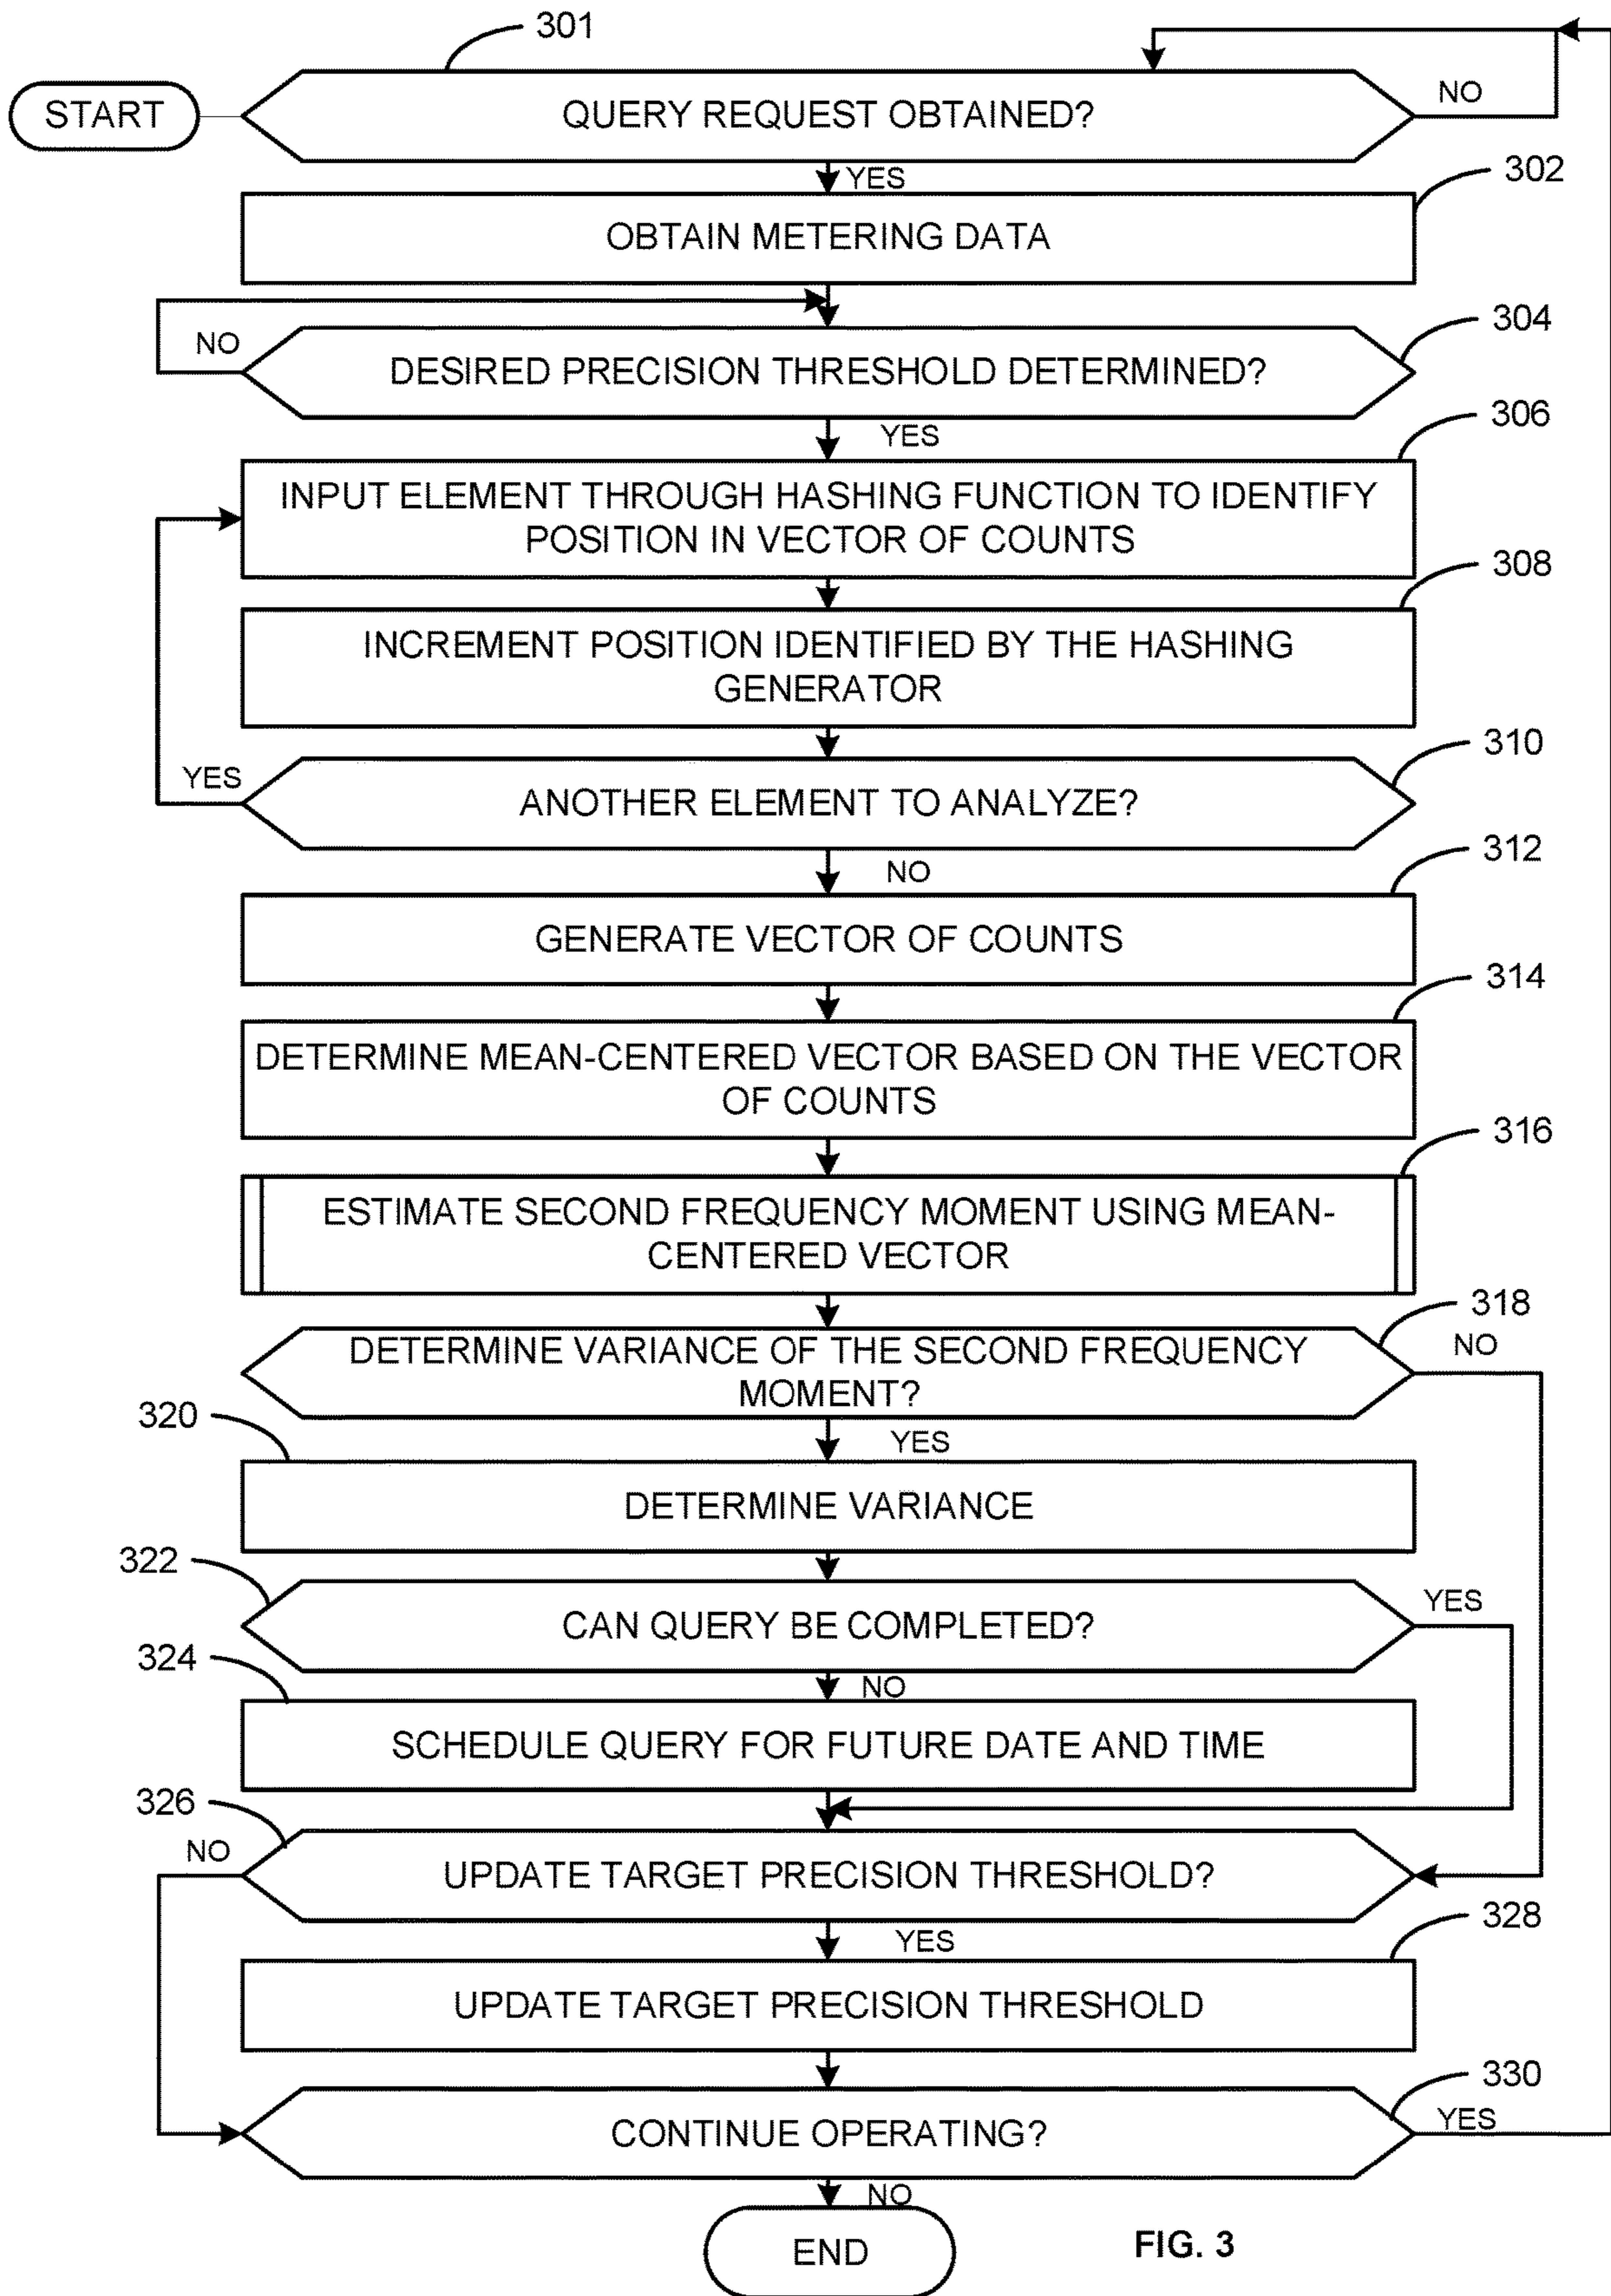 301
START
QUERY REQUEST OBTAINED?
NO
YES
302
OBTAIN METERING DATA
304
NO
DESIRED PRECISION THRESHOLD DETERMINED?
YES
306
INPUT ELEMENT THROUGH HASHING FUNCTION TO IDENTIFY
POSITION IN VECTOR OF COUNTS
308
INCREMENT POSITION IDENTIFIED BY THE HASHING
GENERATOR
310
YES
ANOTHER ELEMENT TO ANALYZE?
NO
312
GENERATE VECTOR OF COUNTS
314
DETERMINE MEAN-CENTERED VECTOR BASED ON THE VECTOR
OF COUNTS
316
ESTIMATE SECOND FREQUENCY MOMENT USING MEAN-
CENTERED VECTOR
318
NO
DETERMINE VARIANCE OF THE SECOND FREQUENCY
MOMENT?
320
YES
DETERMINE VARIANCE
322
YES
CAN QUERY BE COMPLETED?
324
NO
SCHEDULE QUERY FOR FUTURE DATE AND TIME
326
NO
UPDATE TARGET PRECISION THRESHOLD?
328
YES
UPDATE TARGET PRECISION THRESHOLD
330
YES
CONTINUE OPERATING?
NO
END
FIG. 3